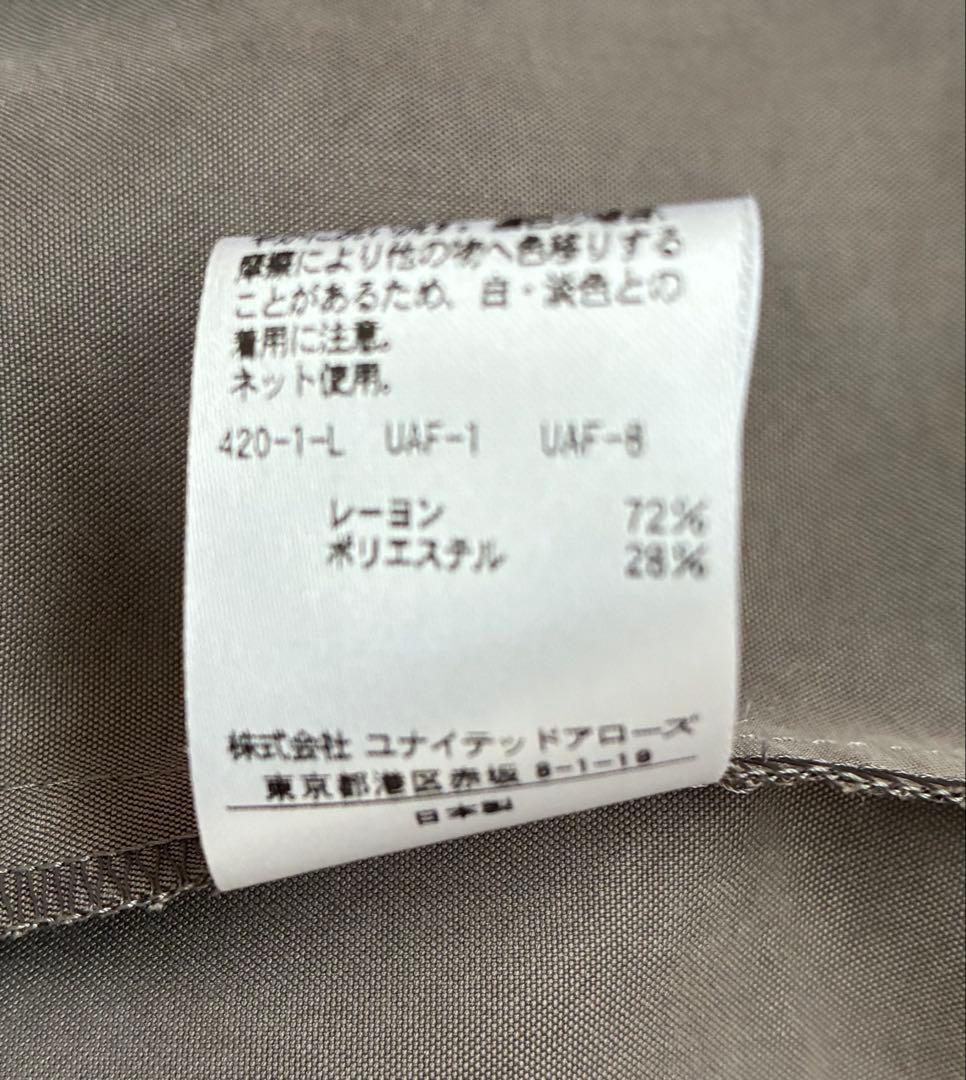 摩擦により他の物へ色移りする
ことがあるため、白・淡色との
着用に注意。
ネット使用。
420-1-L UAF-1 UAF-8
レーヨン 72%
ポリエステル 28%
株式会社 ユナイテッドアローズ
東京都港区赤坂 8-1-19
日本製